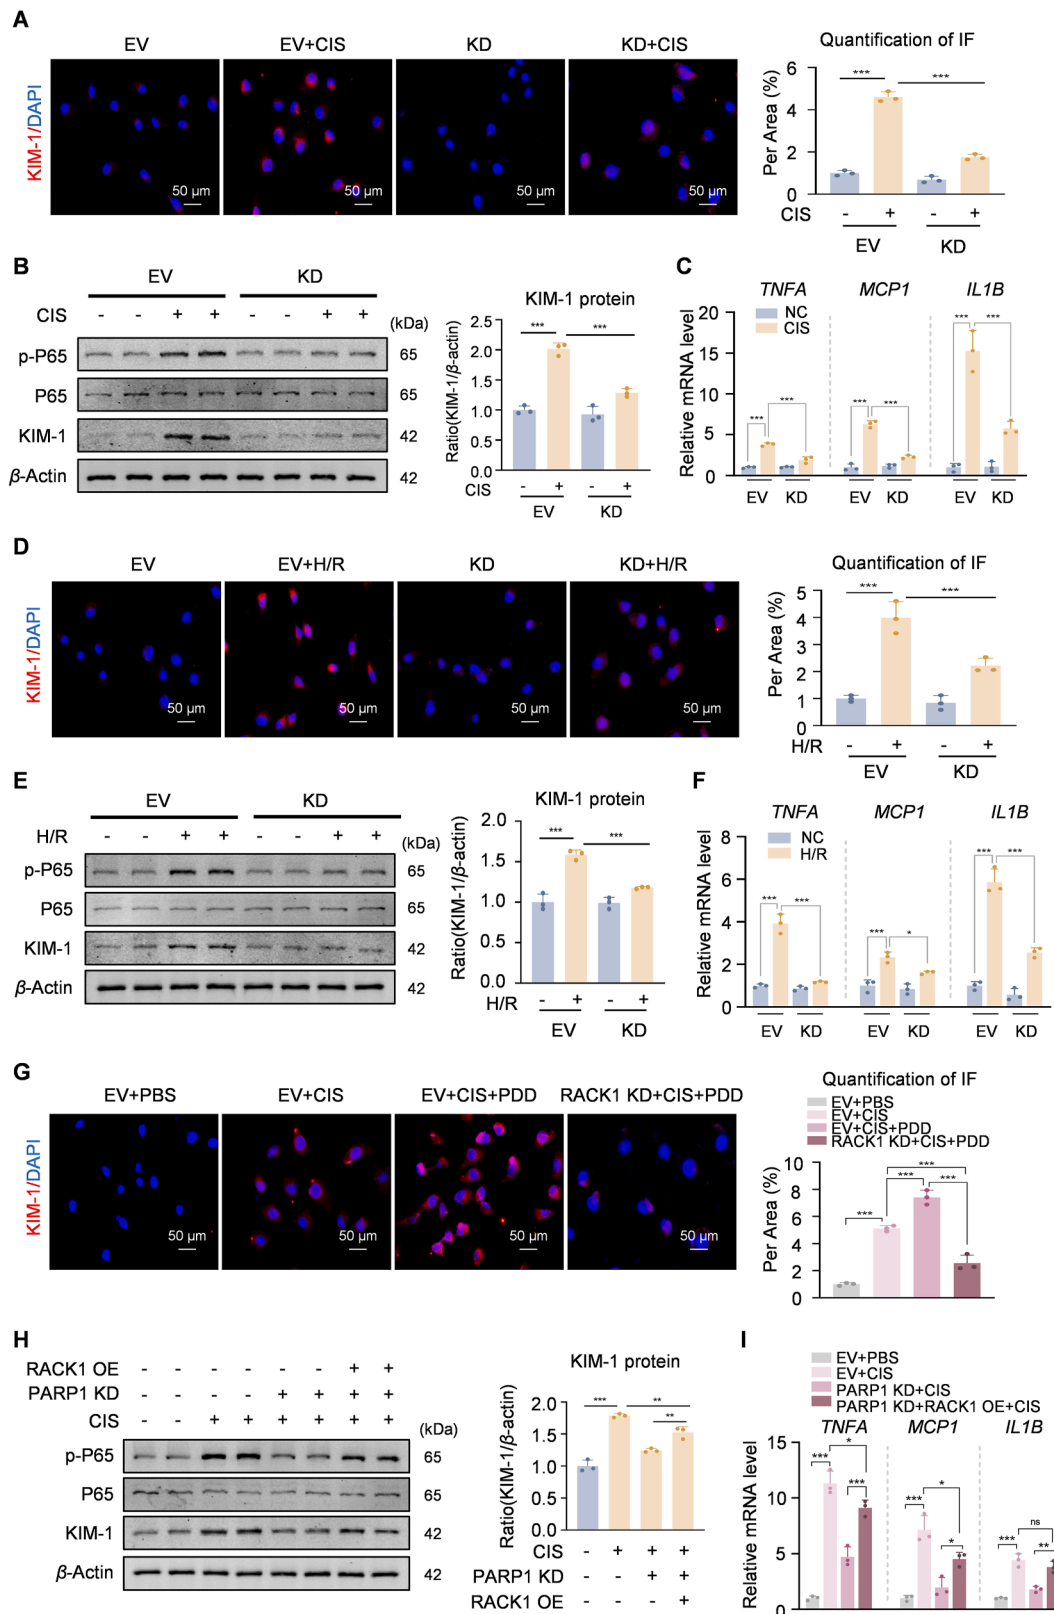 A
EV EV+CIS KD KD+CIS
KIM-1/DAPI
50 µm 50 µm 50 µm 50 µm
Quantification of IF
Per Area (%)
6
4
2
0
CIS - + - +
EV KD
B
EV KD
CIS - - + + - - + + (kDa)
p-P65 65
P65 65
KIM-1 42
β-Actin 42
KIM-1 protein
Ratio(KIM-1/β-actin)
2.5
2.0
1.5
1.0
0.5
0.0
*** ***
CIS - + - +
EV KD
C
TNFA MCP1 IL1B
NC
CIS
Relative mRNA level
20
15
10
5
0
*** *** *** *** *** ***
EV KD EV KD EV KD
D
EV EV+H/R KD KD+H/R
KIM-1/DAPI
50 µm 50 µm 50 µm 50 µm
Quantification of IF
Per Area (%)
5
4
3
2
1
0
*** ***
H/R - + - +
EV KD
E
EV KD
H/R - - + + - - + + (kDa)
p-P65 65
P65 65
KIM-1 42
β-Actin 42
KIM-1 protein
Ratio(KIM-1/β-actin)
2.0
1.5
1.0
0.5
0.0
*** ***
H/R - + - +
EV KD
F
TNFA MCP1 IL1B
NC
H/R
Relative mRNA level
8
6
4
2
0
*** *** *** * *** ***
EV KD EV KD EV KD
G
EV+PBS EV+CIS EV+CIS+PDD RACK1 KD+CIS+PDD
KIM-1/DAPI
50 µm 50 µm 50 µm 50 µm
Quantification of IF
EV+PBS
EV+CIS
EV+CIS+PDD
RACK1 KD+CIS+PDD
Per Area (%)
10
8
6
4
2
0
*** *** *** ***
H
RACK1 OE - - - - - - + +
PARP1 KD - - - - + + + +
CIS - - + + + + + + (kDa)
p-P65 65
P65 65
KIM-1 42
β-Actin 42
KIM-1 protein
Ratio(KIM-1/β-actin)
2.0
1.5
1.0
0.5
0.0
*** ** **
CIS - + + +
PARP1 KD - - + +
RACK1 OE - - - +
I
EV+PBS
EV+CIS
PARP1 KD+CIS
PARP1 KD+RACK1 OE+CIS
TNFA MCP1 IL1B
Relative mRNA level
15
10
5
0
*** * *** *** * * *** ns **